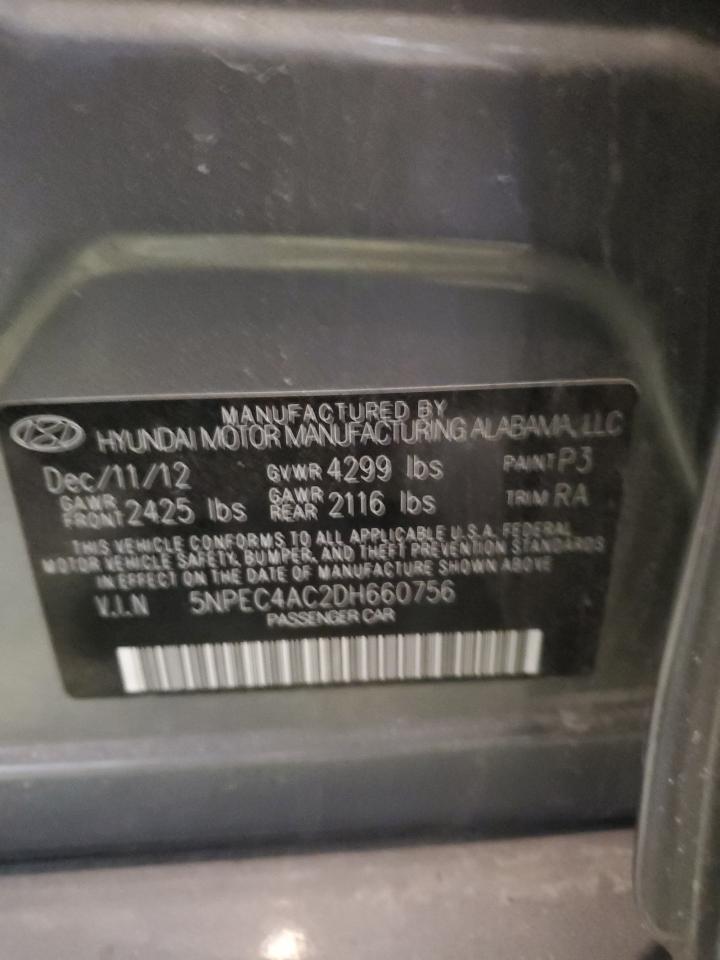 MANUFACTURED BY
HYUNDAI MOTOR MANUFACTURING ALABAMA, LLC
Dec/11/12 GVWR 4299 lbs PAINT P3
GAWR FRONT 2425 lbs GAWR REAR 2116 lbs TRIM RA
THIS VEHICLE CONFORMS TO ALL APPLICABLE U.S.A. FEDERAL
MOTOR VEHICLE SAFETY, BUMPER, AND THEFT PREVENTION STANDARDS
IN EFFECT ON THE DATE OF MANUFACTURE SHOWN ABOVE
V.I.N 5NPEC4AC2DH660756
PASSENGER CAR